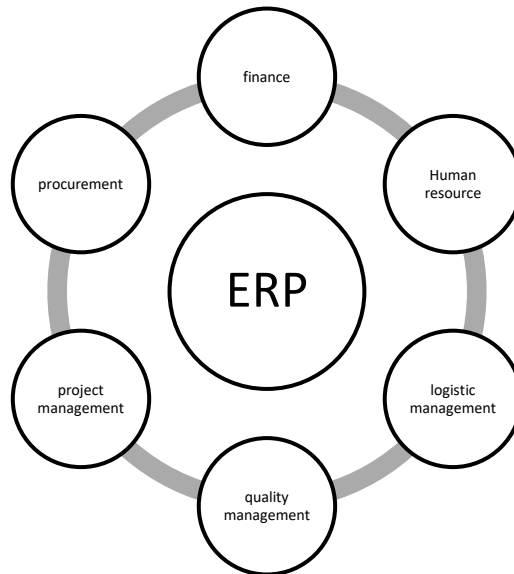 finance
procurement
Human
resource
ERP
project
management
logistic
management
quality
management